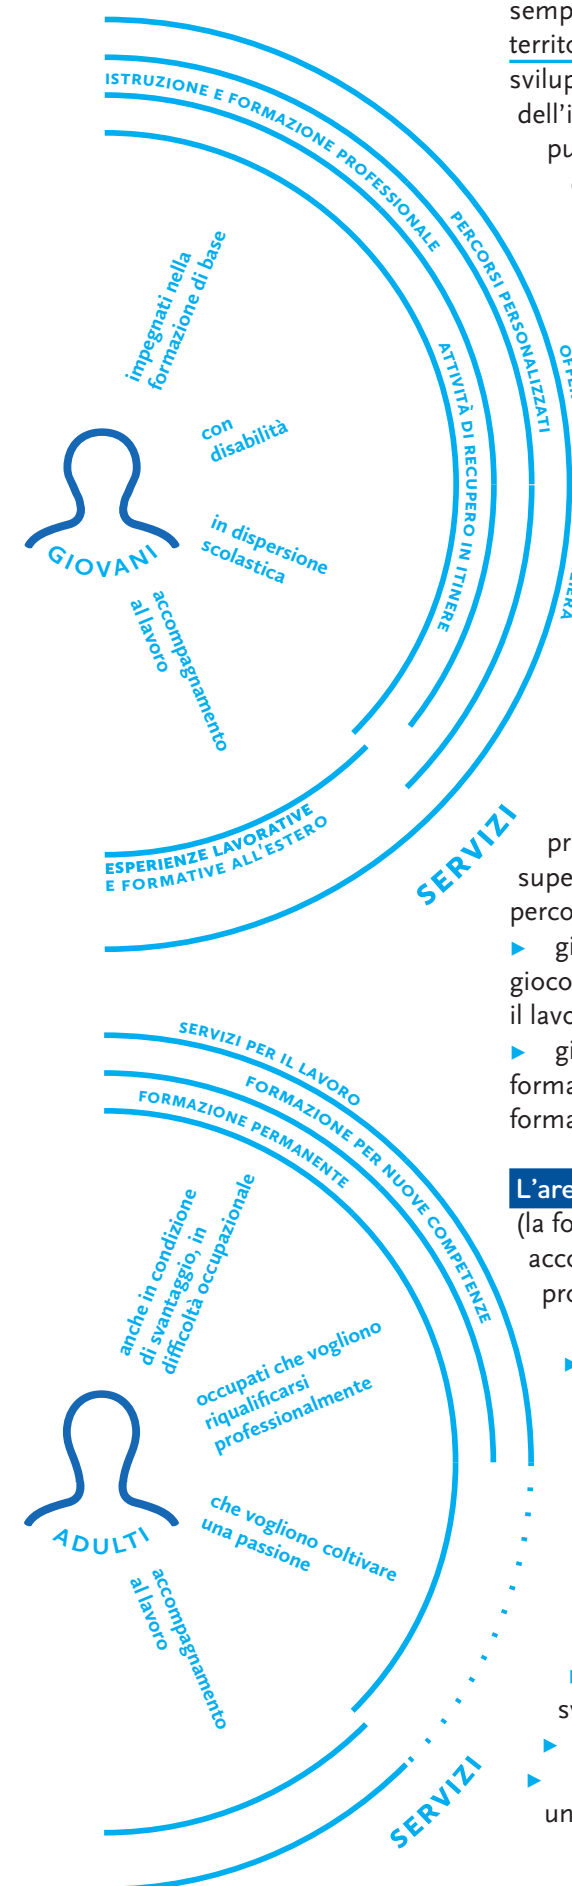 ISTRUZIONE E FORMAZIONE PROFESSIONALE
PERCORSI PERSONALIZZATI
ATTIVITÀ DI RECUPERO IN ITINERE
impegnati nella
formazione di base
con
disabilità
in dispersione
scolastica
accompagnamento
al lavoro
GIOVANI
ESPERIENZE LAVORATIVE
E FORMATIVE ALL'ESTERO
SERVIZI
SERVIZI PER IL LAVORO
FORMAZIONE PER NUOVE COMPETENZE
FORMAZIONE PERMANENTE
anche in condizione
di svantaggio, in
difficoltà occupazionale
occupati che vogliono
riqualificarsi
professionalmente
che vogliono coltivare
una passione
accompagnamento
al lavoro
ADULTI
SERVIZI
semp
territo
svilup
dell'i
pu
pr
supe
perco
► gi
gioco
il lavo
► gi
forma
forma
L'are
(la fo
acco
pro
►
►
sv
►
►
un